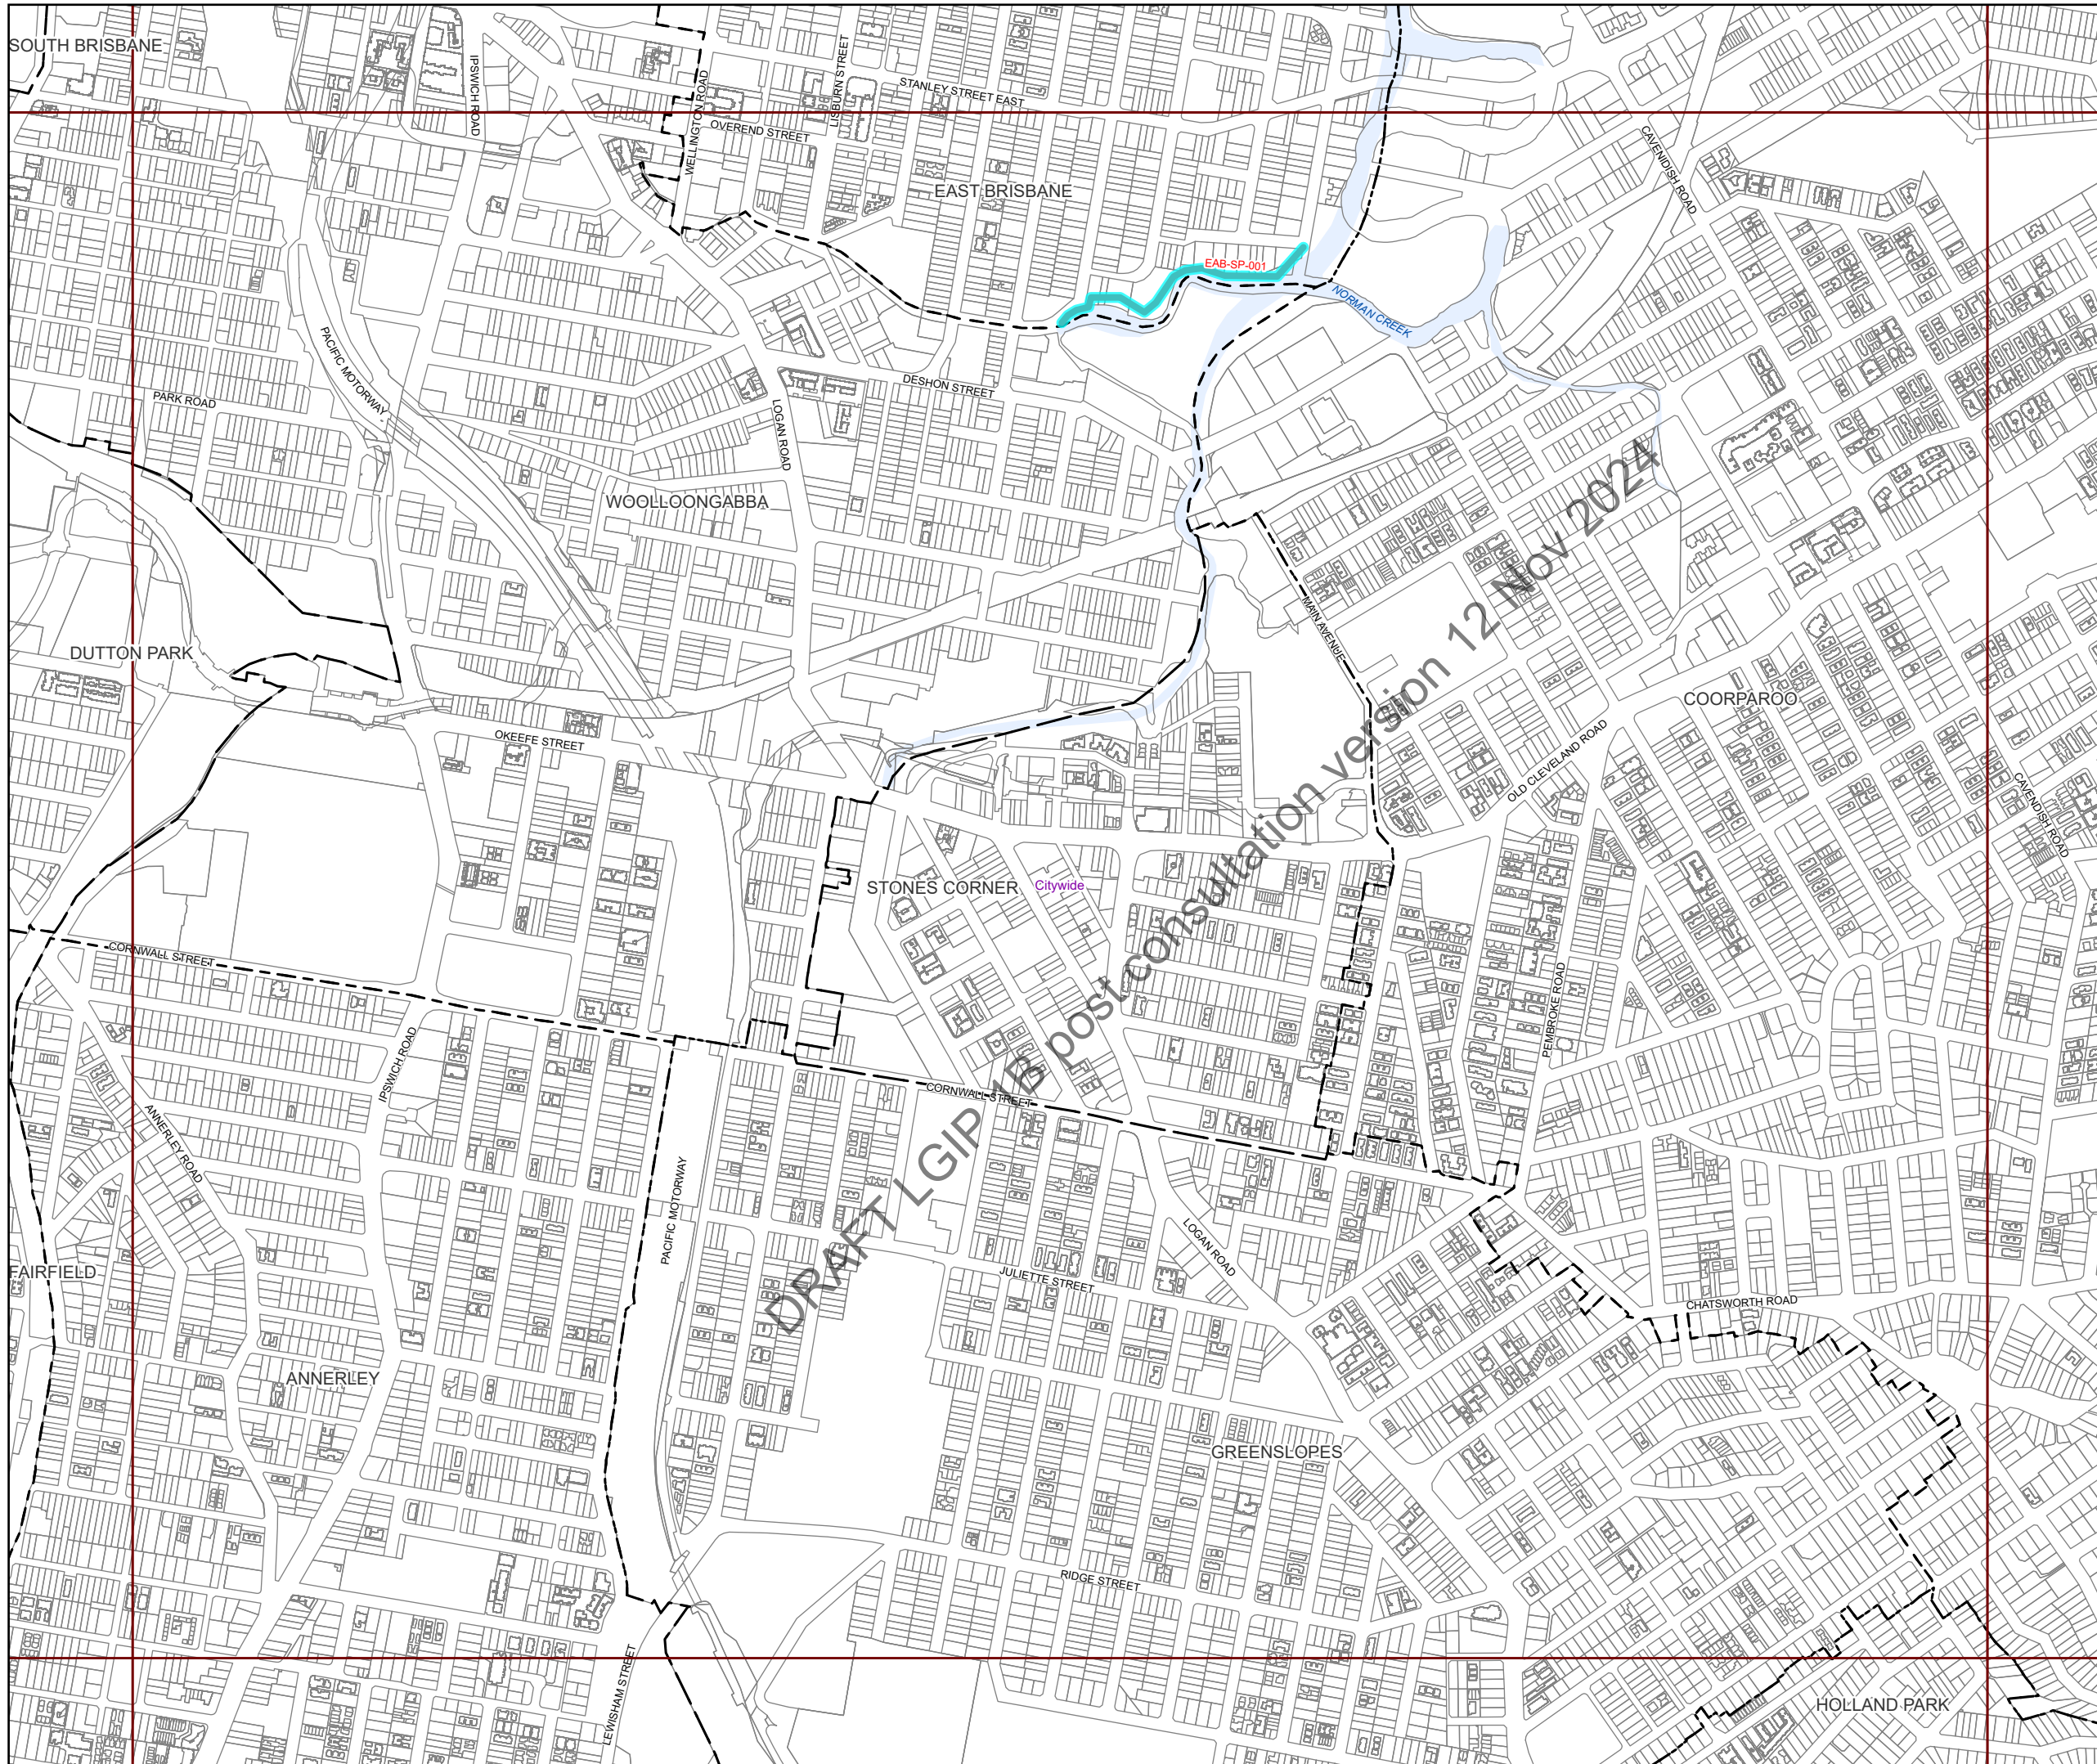 SOUTH BRISBANE
IPSWICH ROAD
WELLINGTON ROAD
LISBURN STREET
STANLEY STREET EAST
OVEREND STREET
CAVENIDISH ROAD
EAST BRISBANE
EAB-SP-001
NORMAN CREEK
PACIFIC MOTORWAY
DESHON STREET
PARK ROAD
LOGAN ROAD
WOOLLOONGABBA
MAIN AVENUE
DUTTON PARK
COORPAROO
OKEEFE STREET
OLD CLEVELAND ROAD
CAVENDISH ROAD
STONES CORNER
Citywide
CORNWALL STREET
PEMBROKE ROAD
IPSWICH ROAD
CORNWALL STREET
ANNERLEY ROAD
DRAFT LGIP 1B post consultation version 12 Nov 2024
PACIFIC MOTORWAY
LOGAN ROAD
FAIRFIELD
JULIETTE STREET
CHATSWORTH ROAD
ANNERLEY
GREENSLOPES
RIDGE STREET
LEWISHAM STREET
HOLLAND PARK